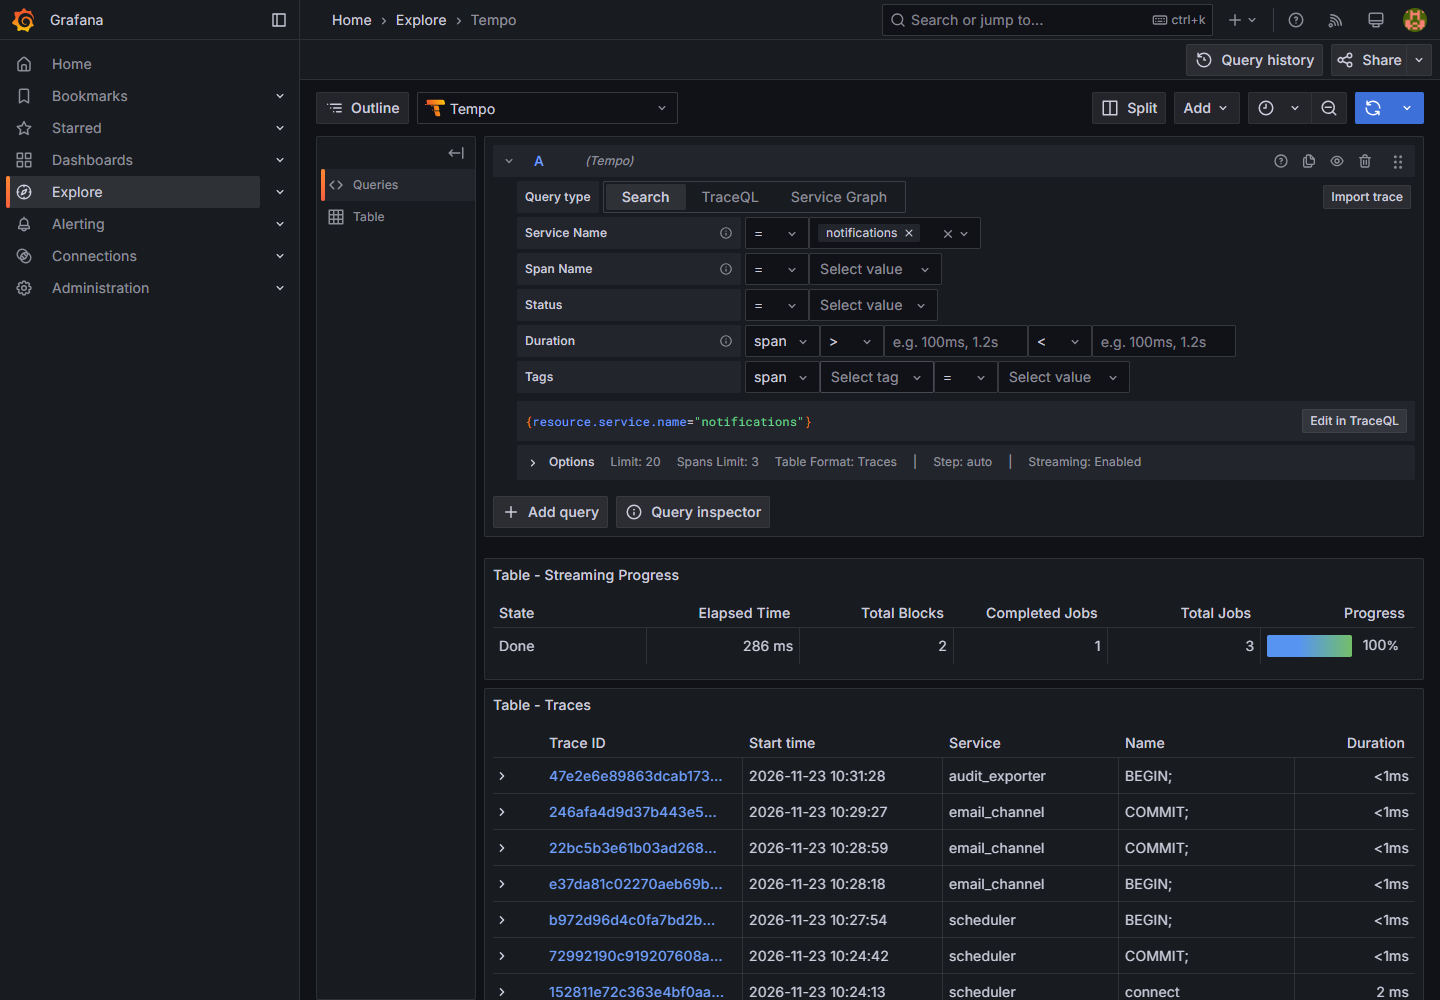 Grafana
Home › Explore › Tempo
Search or jump to...
ctrl+k
Query history
Share
Home
Bookmarks
Starred
Dashboards
Explore
Alerting
Connections
Administration
Outline
Tempo
Split
Add
Queries
Table
A (Tempo)
Query type Search TraceQL Service Graph Import trace
Service Name = notifications
Span Name = Select value
Status = Select value
Duration span > e.g. 100ms, 1.2s < e.g. 100ms, 1.2s
Tags span Select tag = Select value
{resource.service.name="notifications"} Edit in TraceQL
Options Limit: 20 Spans Limit: 3 Table Format: Traces | Step: auto | Streaming: Enabled
Add query Query inspector
Table - Streaming Progress
State Elapsed Time Total Blocks Completed Jobs Total Jobs Progress
Done 286 ms 2 1 3 100%
Table - Traces
Trace ID Start time Service Name Duration
47e2e6e89863dcab173... 2026-11-23 10:31:28 audit_exporter BEGIN; <1ms
246afa4d9d37b443e5... 2026-11-23 10:29:27 email_channel COMMIT; <1ms
22bc5b3e61b03ad268... 2026-11-23 10:28:59 email_channel COMMIT; <1ms
e37da81c02270aeb69b... 2026-11-23 10:28:18 email_channel BEGIN; <1ms
b972d96d4c0fa7bd2b... 2026-11-23 10:27:54 scheduler BEGIN; <1ms
72992190c919207608a... 2026-11-23 10:24:42 scheduler COMMIT; <1ms
152811e72c363e4bf0aa... 2026-11-23 10:24:13 scheduler connect 2 ms